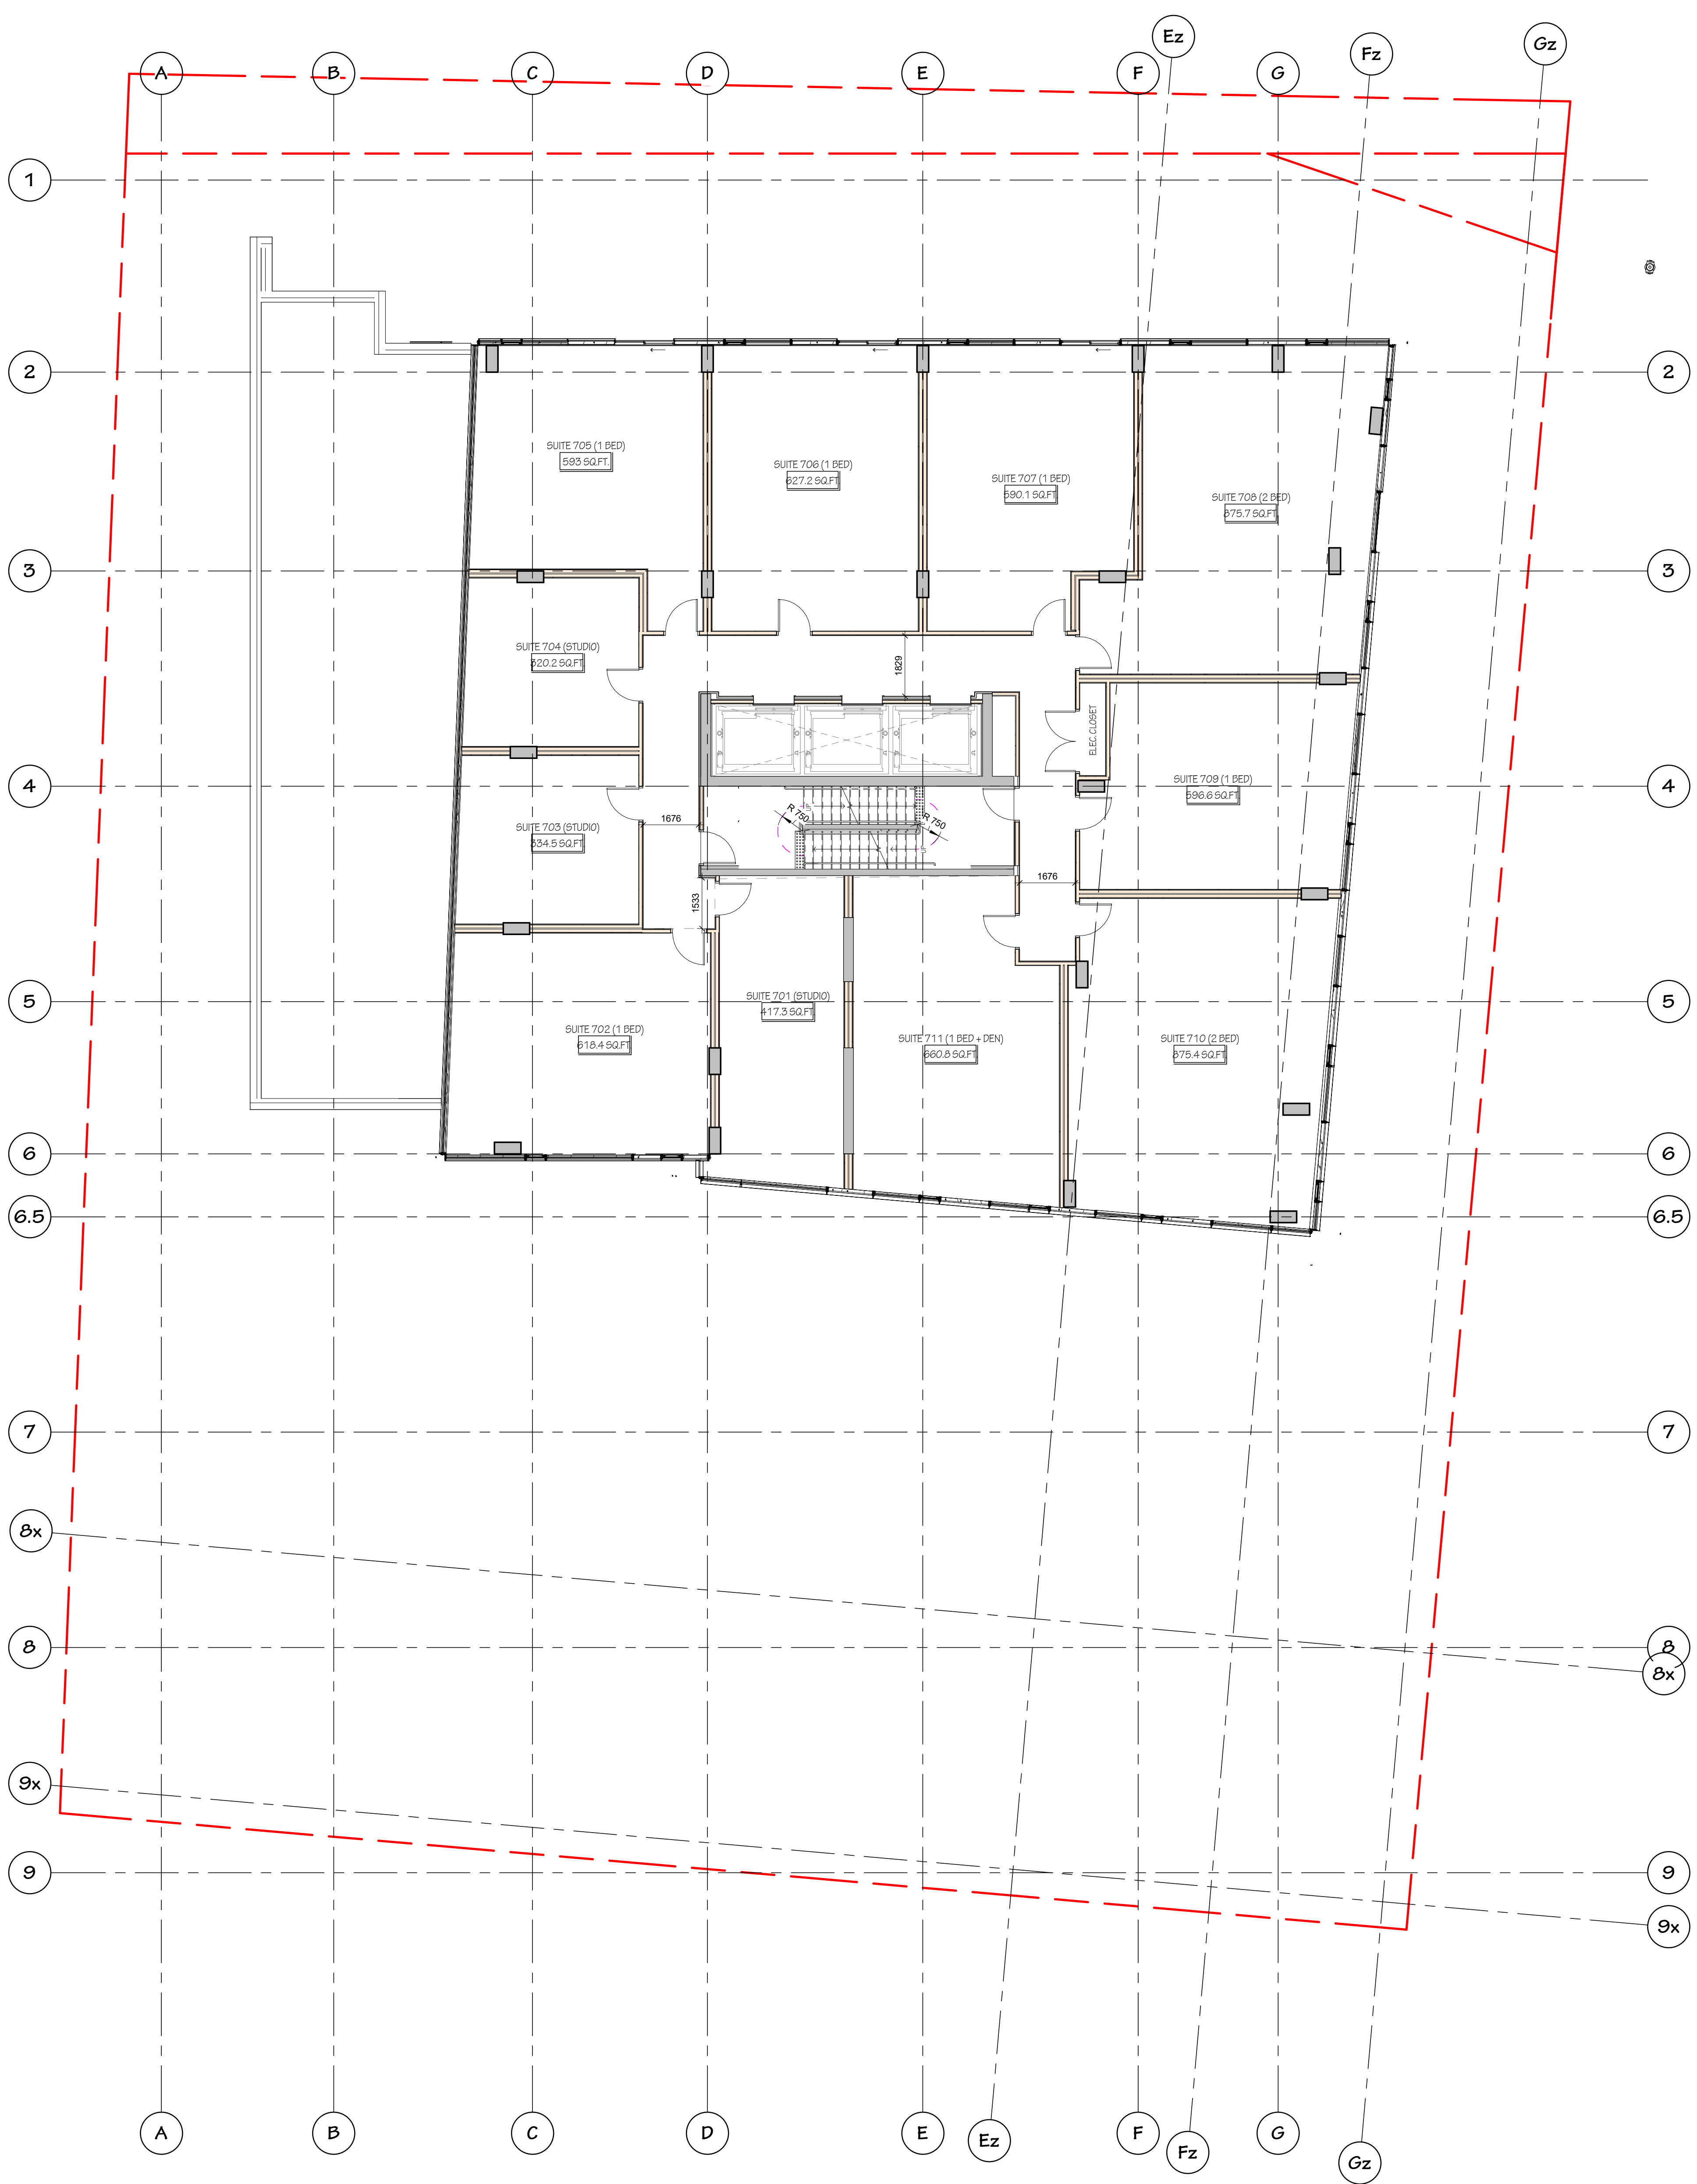 Ez
Gz
Fz
A
B
C
D
E
F
G
1
2
2
SUITE 705 (1 BED)
593 SQ.FT.
SUITE 706 (1 BED)
627.2 SQ.FT.
SUITE 707 (1 BED)
590.1 SQ.FT.
SUITE 708 (2 BED)
875.7 SQ.FT.
3
3
SUITE 704 (STUDIO)
320.2 SQ.FT.
1829
ELEC. CLOSET
SUITE 709 (1 BED)
596.6 SQ.FT.
4
4
R 750
R 750
SUITE 703 (STUDIO)
334.5 SQ.FT.
1676
1676
1533
5
5
SUITE 701 (STUDIO)
417.3 SQ.FT.
SUITE 702 (1 BED)
618.4 SQ.FT.
SUITE 711 (1 BED + DEN)
660.8 SQ.FT.
SUITE 710 (2 BED)
875.4 SQ.FT.
6
6
6.5
6.5
7
7
8x
8
8
8x
9x
9
9
9x
A
B
C
D
E
Ez
F
Fz
G
Gz